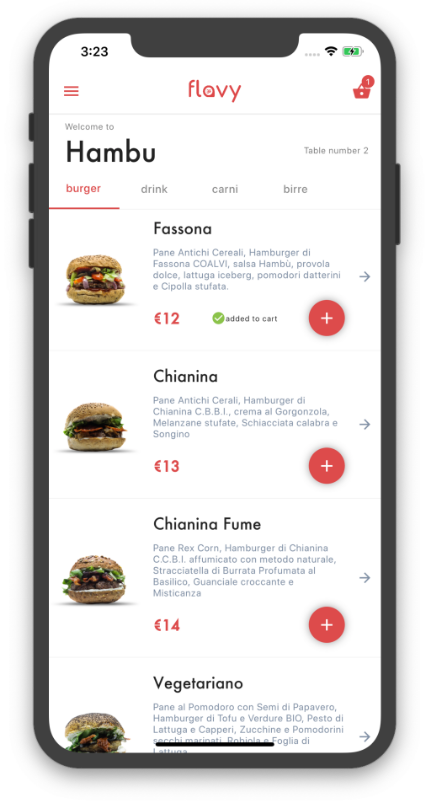 3:23
flavy
1
Welcome to
Hambu
Table number 2
burger drink carni birre
Fassona
Pane Antichi Cereali, Hamburger di
Fassona COALVI, salsa Hambù, provola
dolce, lattuga iceberg, pomodori datterini
e Cipolla stufata.
€12
added to cart
Chianina
Pane Antichi Cerali, Hamburger di
Chianina C.B.B.I., crema al Gorgonzola,
Melanzane stufate, Schiacciata calabra e
Songino
€13
Chianina Fume
Pane Rex Corn, Hamburger di Chianina
C.C.B.I. affumicato con metodo naturale,
Stracciatella di Burrata Profumata al
Basilico, Guanciale croccante e
Misticanza
€14
Vegetariano
Pane al Pomodoro con Semi di Papavero,
Hamburger di Tofu e Verdure BIO, Pesto di
Lattuga e Capperi, Zucchine e Pomodorini
secchi marinati, Robiola e Foglia di
Lattuga